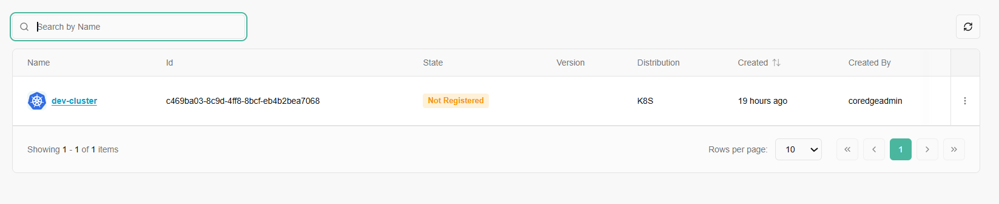 Search by Name
Name Id State Version Distribution Created Created By
dev-cluster c469ba03-8c9d-4ff8-8bcf-eb4b2bea7068 Not Registered K8S 19 hours ago coredgeadmin
Showing 1 - 1 of 1 items Rows per page: 10 « ‹ 1 › »